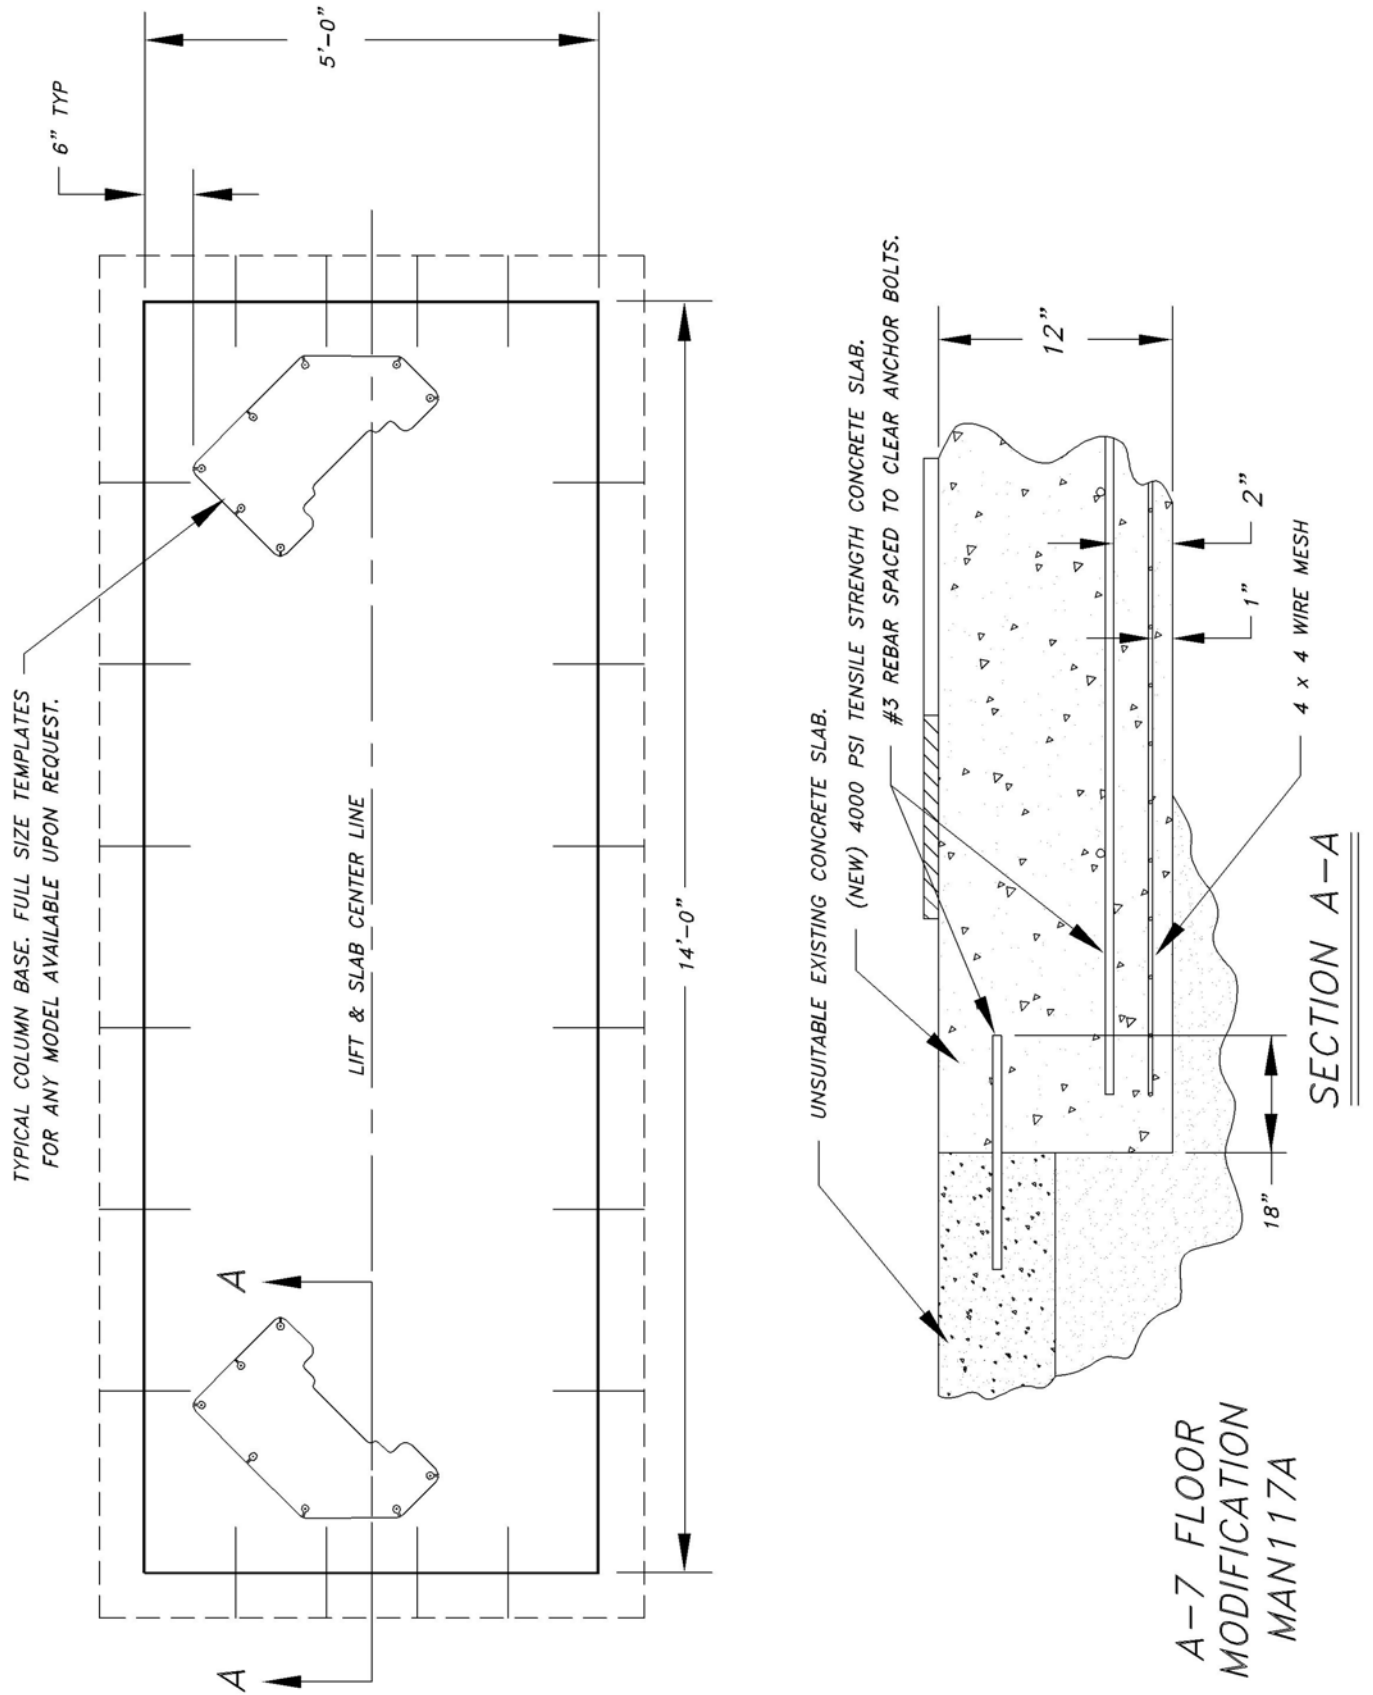 TYPICAL COLUMN BASE. FULL SIZE TEMPLATES
FOR ANY MODEL AVAILABLE UPON REQUEST.
6” TYP
5'-0”
A
A
LIFT & SLAB CENTER LINE
14'-0”
UNSUITABLE EXISTING CONCRETE SLAB.
(NEW) 4000 PSI TENSILE STRENGTH CONCRETE SLAB.
#3 REBAR SPACED TO CLEAR ANCHOR BOLTS.
12”
2”
1”
4 x 4 WIRE MESH
18”
SECTION A-A
A-7 FLOOR
MODIFICATION
MAN117A